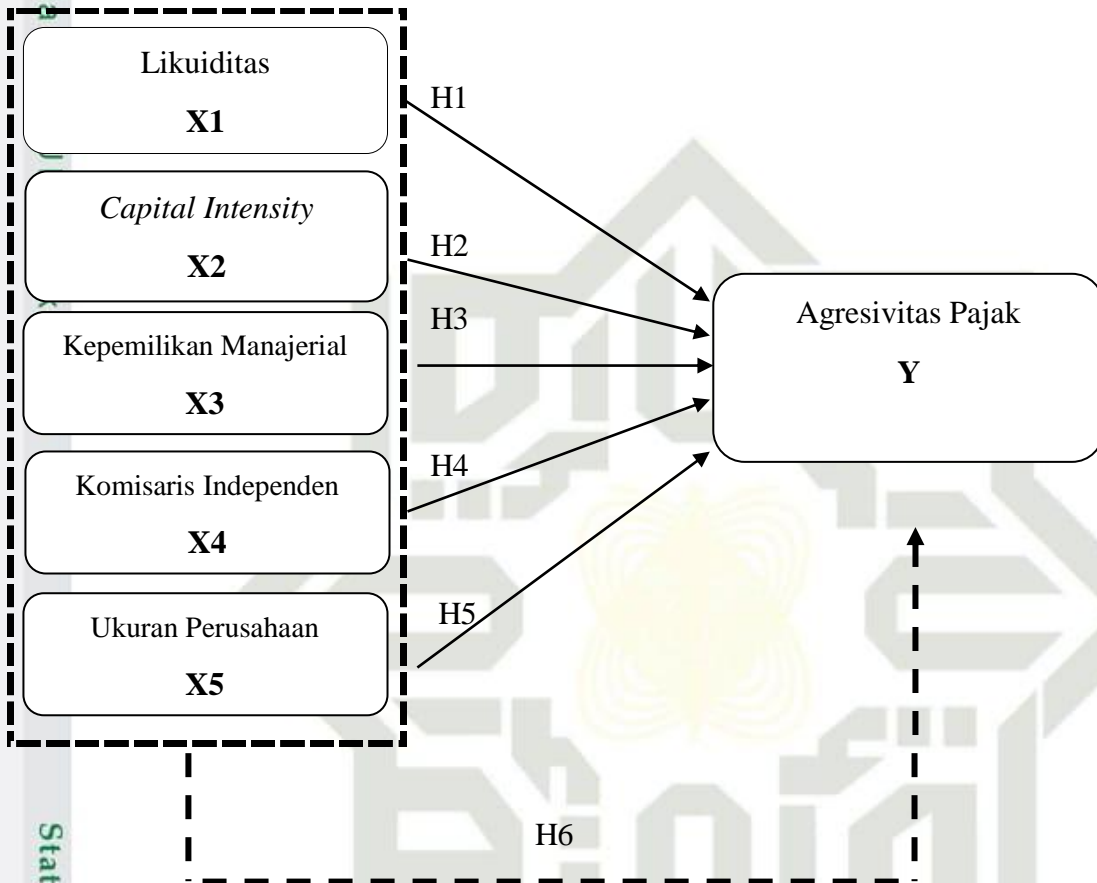 Likuiditas
X1
Capital Intensity
X2
Kepemilikan Manajerial
X3
Komisaris Independen
X4
Ukuran Perusahaan
X5
H1
H2
H3
H4
H5
Agresivitas Pajak
Y
H6
Stat